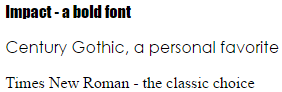 Impact - a bold font
Century Gothic, a personal favorite
Times New Roman - the classic choice